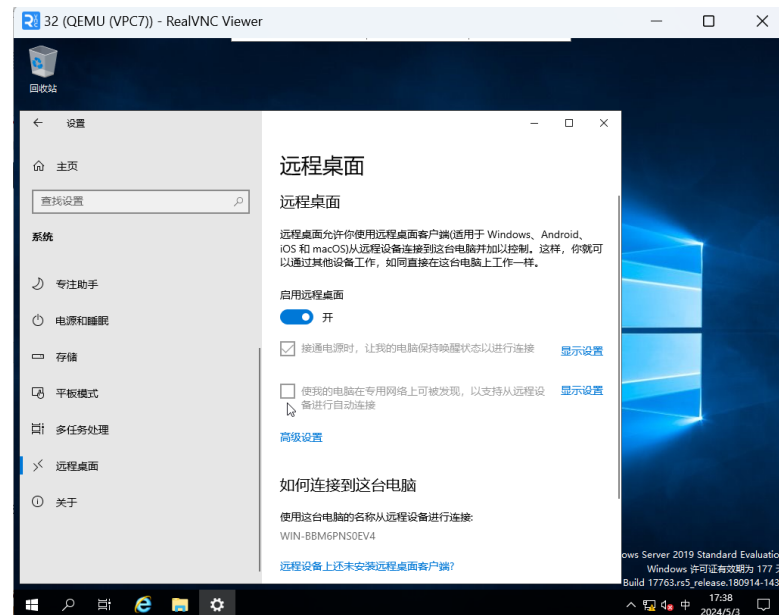 32 (QEMU (VPC7)) - RealVNC Viewer
回收站
设置
主页
查找设置
系统
专注助手
电源和睡眠
存储
平板模式
多任务处理
远程桌面
关于
远程桌面
远程桌面
远程桌面允许你使用远程桌面客户端(适用于 Windows、Android、
iOS 和 macOS)从远程设备连接到这台电脑并加以控制。这样，你就可
以通过其他设备工作，如同直接在这台电脑上工作一样。
启用远程桌面
开
接通电源时，让我的电脑保持唤醒状态以进行连接
显示设置
使我的电脑在专用网络上可被发现，以支持从远程设
备进行自动连接
显示设置
高级设置
如何连接到这台电脑
使用这台电脑的名称从远程设备进行连接:
WIN-BBM6PNS0EV4
远程设备上还未安装远程桌面客户端?
ows Server 2019 Standard Evaluatio
Windows 许可证有效期为 177
Build 17763.rs5_release.180914-143
中
17:38
2024/5/3